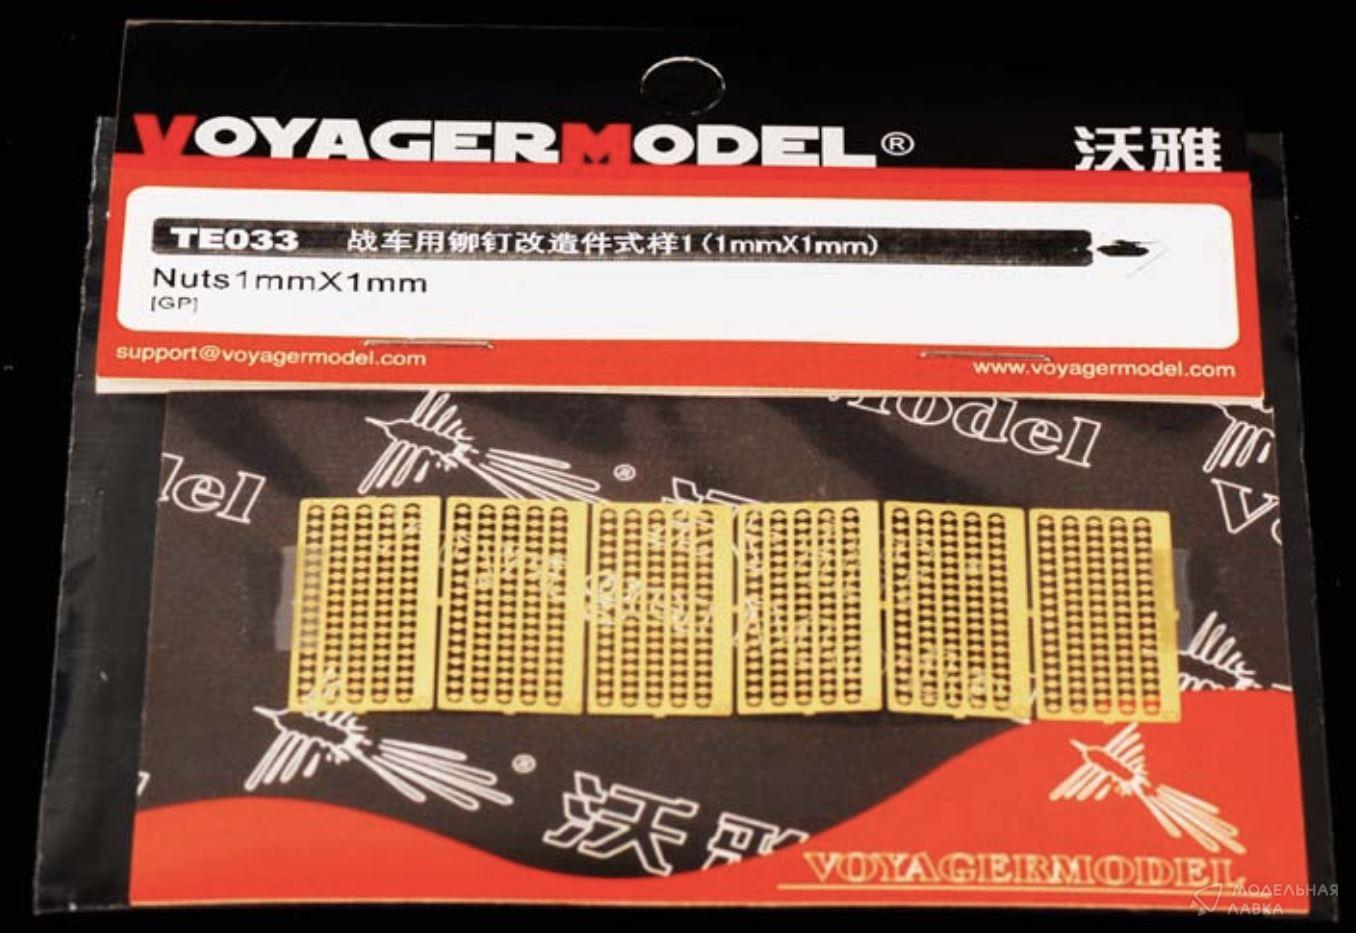 VOYAGERMODEL® 沃雅
TE033 战车用铆钉改造件式样1(1mmX1mm)
Nuts1mmX1mm
[GP]
support@voyagermodel.com www.voyagermodel.com
Model
del ®
® 沃雅
VOYAGERMODEL
МОДЕЛЬНАЯ
ЛАВКА